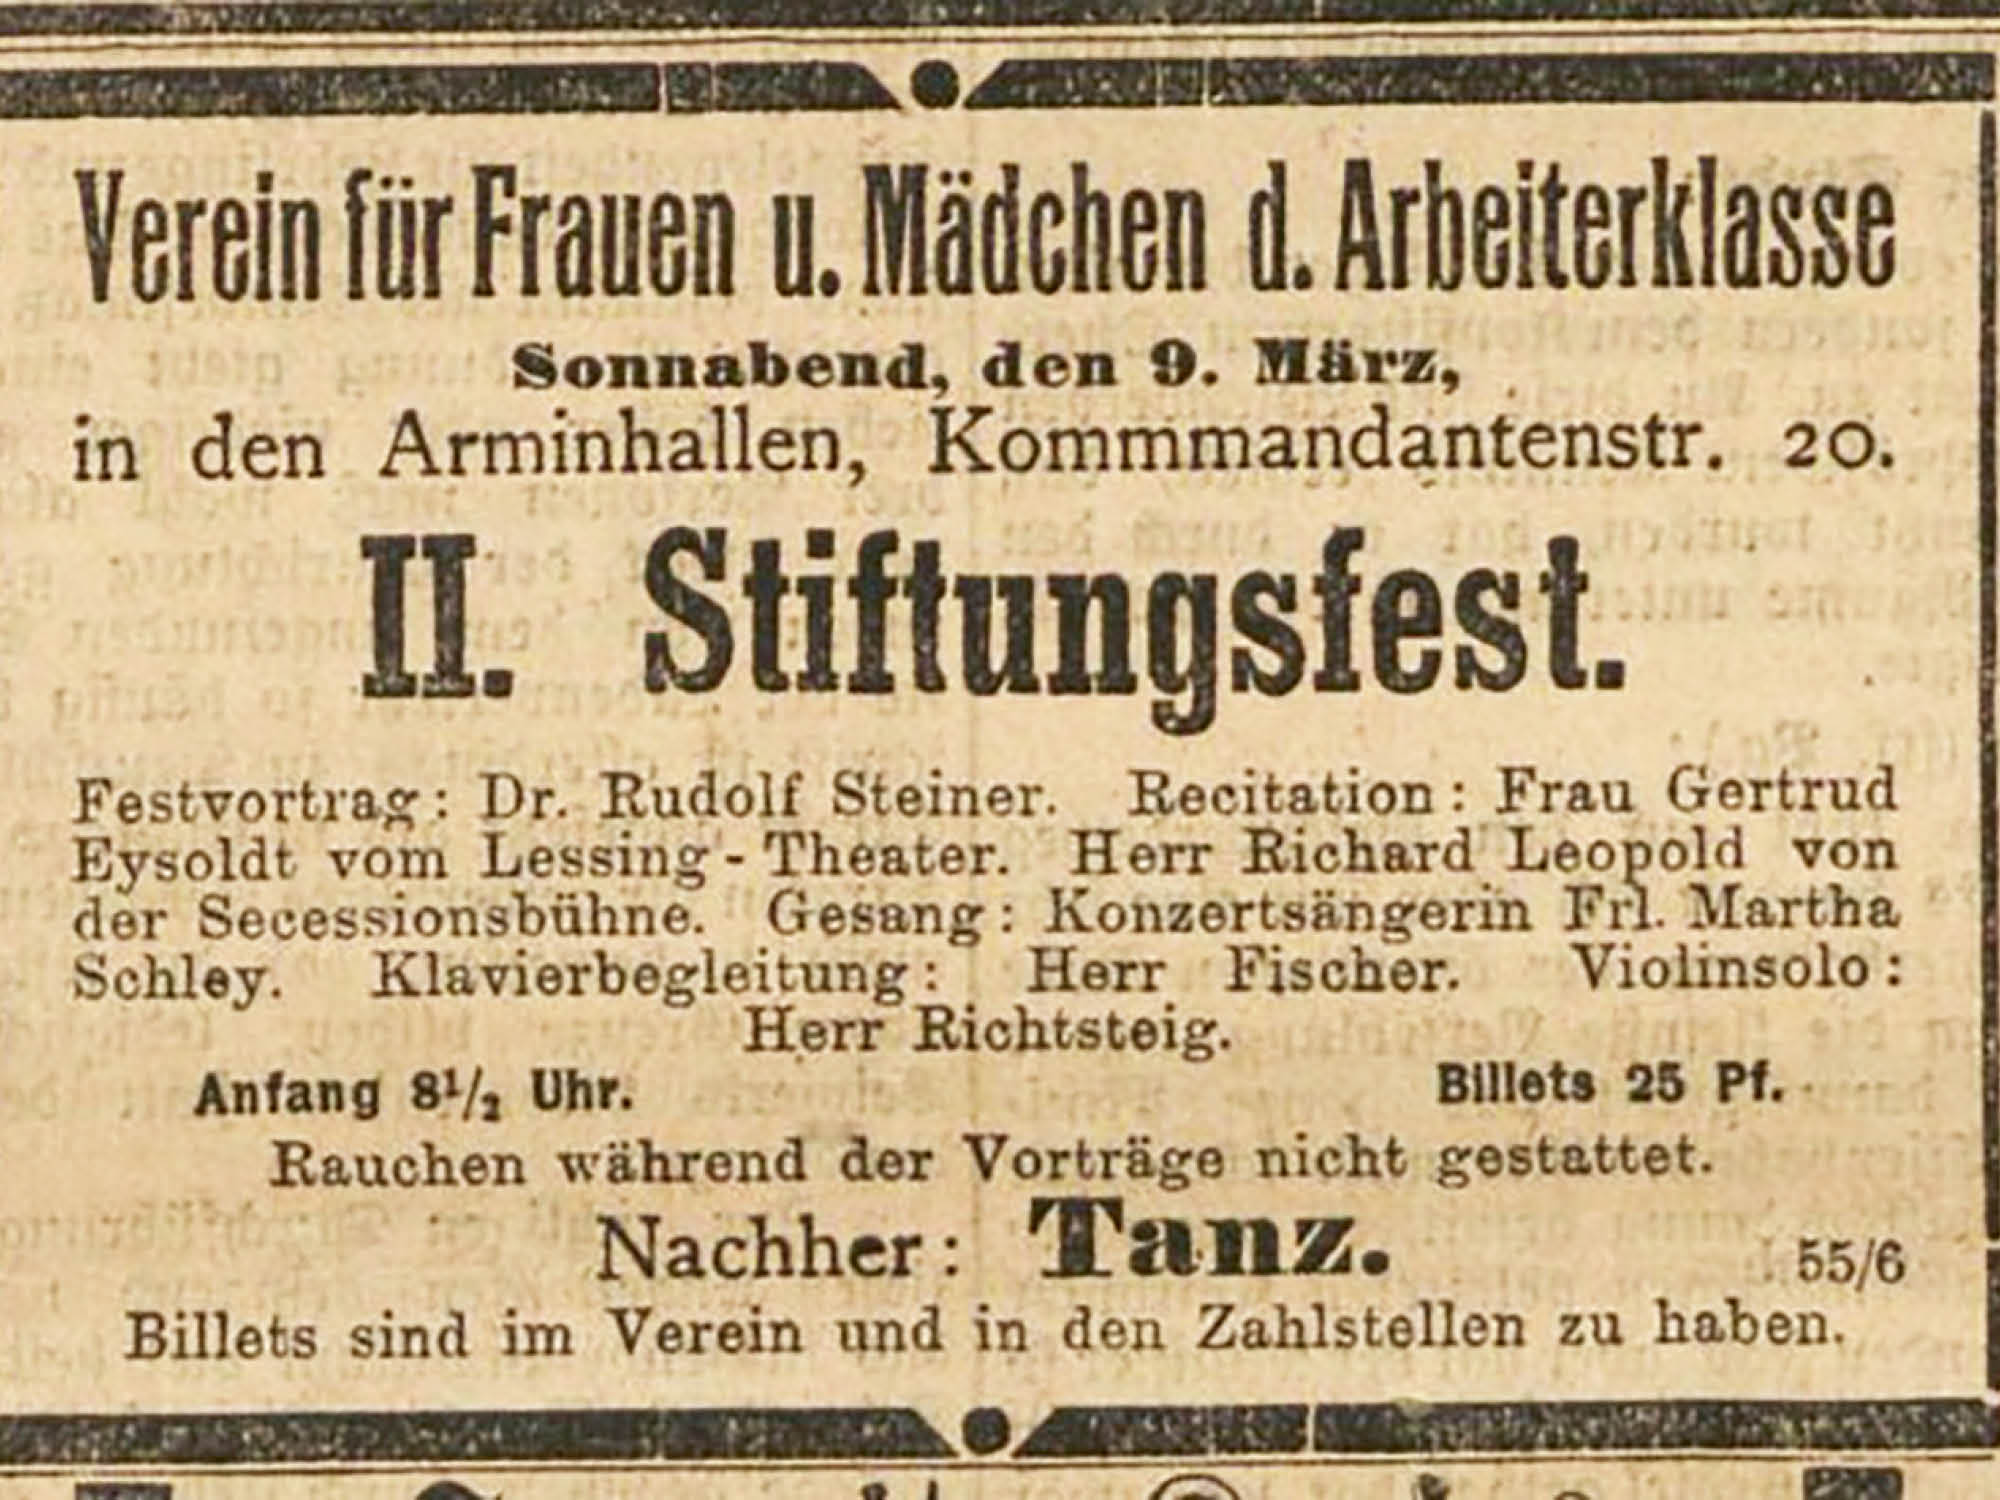 Verein für Frauen u. Mädchen d. Arbeiterklasse
Sonnabend, den 9. März,
in den Arminhallen, Kommmandantenstr. 20.
II. Stiftungsfest.
Festvortrag: Dr. Rudolf Steiner. Recitation: Frau Gertrud
Eysoldt vom Lessing-Theater. Herr Richard Leopold von
der Secessionsbühne. Gesang: Konzertsängerin Frl. Martha
Schley. Klavierbegleitung: Herr Fischer. Violinsolo:
Herr Richtsteig.
Anfang 8½ Uhr. Billets 25 Pf.
Rauchen während der Vorträge nicht gestattet.
Nachher: Tanz. 55/6
Billets sind im Verein und in den Zahlstellen zu haben.